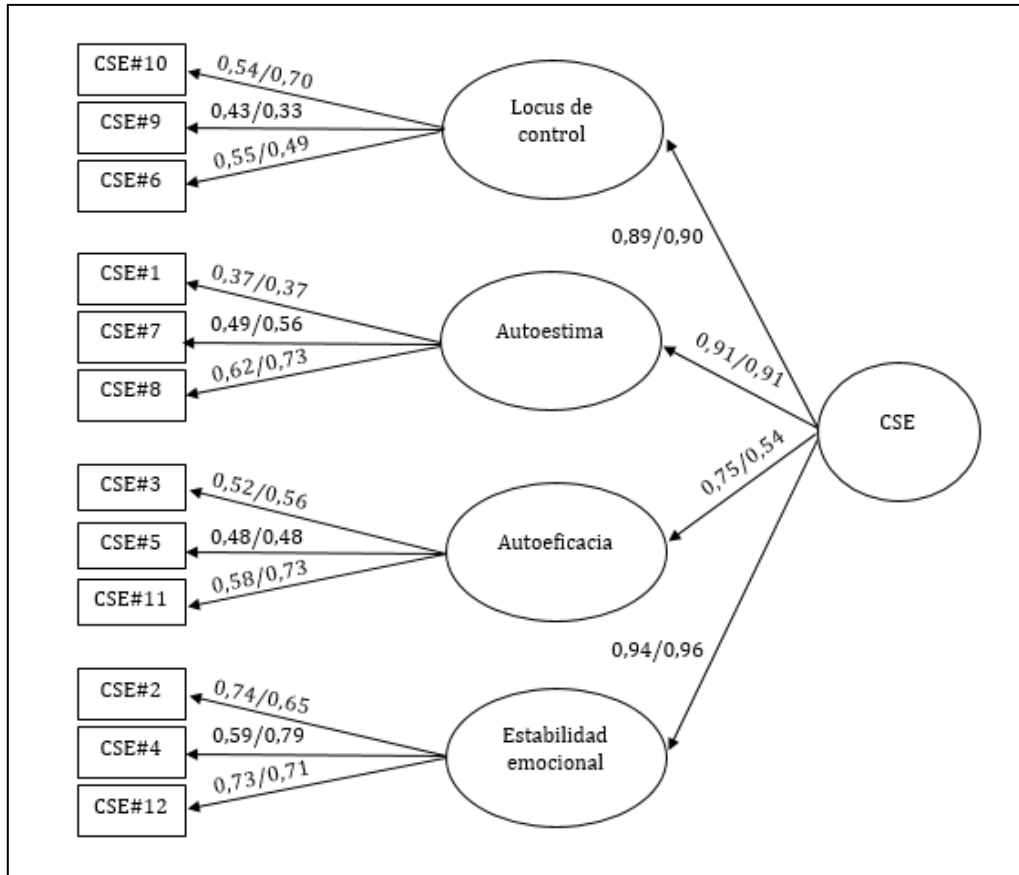 CSE#10
0,54/0,70
CSE#9
0,43/0,33
CSE#6
0,55/0,49
Locus de
control
0,89/0,90
CSE#1
0,37/0,37
CSE#7
0,49/0,56
CSE#8
0,62/0,73
Autoestima
0,91/0,91
CSE
CSE#3
0,52/0,56
CSE#5
0,48/0,48
CSE#11
0,58/0,73
Autoeficacia
0,75/0,54
CSE#2
0,74/0,65
CSE#4
0,59/0,79
CSE#12
0,73/0,71
Estabilidad
emocional
0,94/0,96